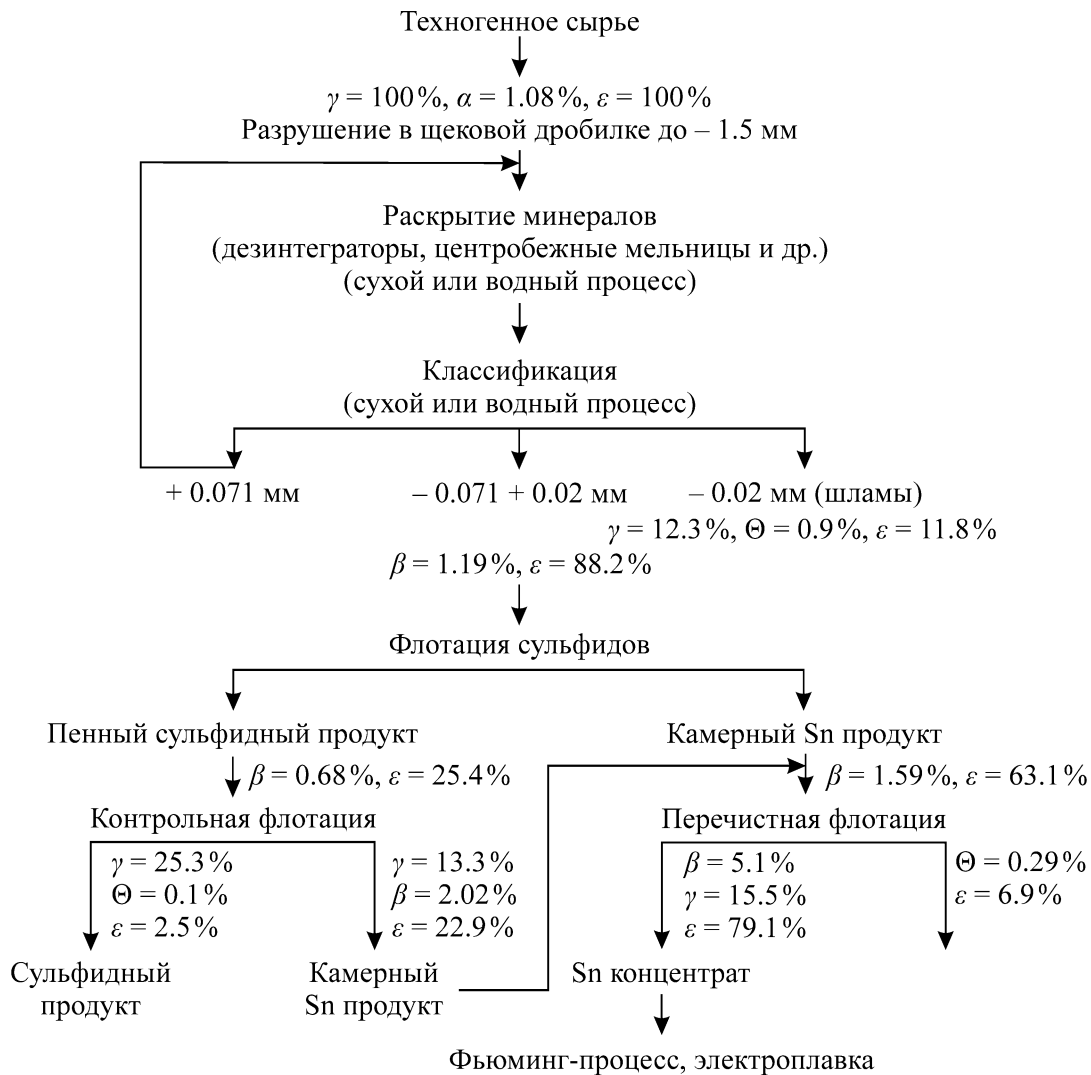 Техногенное сырье
γ = 100 %, α = 1.08 %, ε = 100 %
Разрушение в щековой дробилке до – 1.5 мм
Раскрытие минералов
(дезинтеграторы, центробежные мельницы и др.)
(сухой или водный процесс)
Классификация
(сухой или водный процесс)
+ 0.071 мм
– 0.071 + 0.02 мм
– 0.02 мм (шламы)
γ = 12.3 %, Θ = 0.9 %, ε = 11.8 %
β = 1.19 %, ε = 88.2 %
Флотация сульфидов
Пенный сульфидный продукт
Камерный Sn продукт
β = 0.68 %, ε = 25.4 %
β = 1.59 %, ε = 63.1 %
Контрольная флотация
Перечистная флотация
γ = 25.3 %
Θ = 0.1 %
ε = 2.5 %
γ = 13.3 %
β = 2.02 %
ε = 22.9 %
β = 5.1 %
γ = 15.5 %
ε = 79.1 %
Θ = 0.29 %
ε = 6.9 %
Сульфидный
продукт
Камерный
Sn продукт
Sn концентрат
Фьюминг-процесс, электроплавка